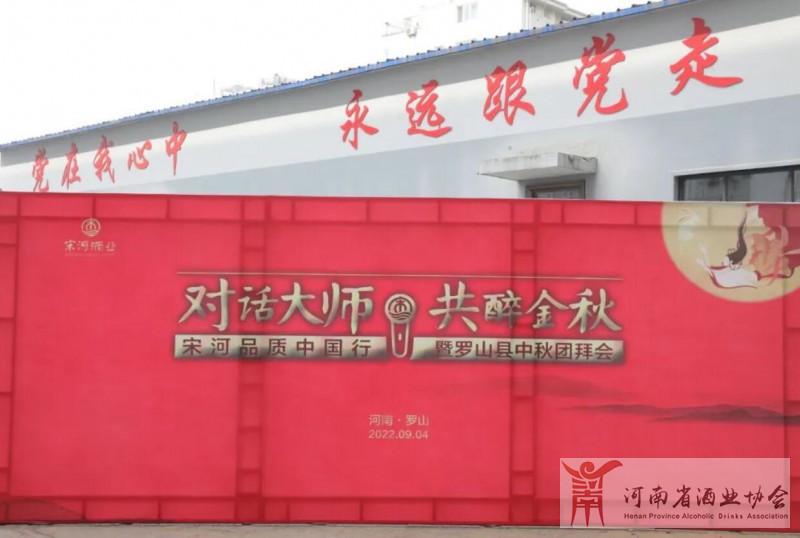 党在我心中
永远跟党走
宋河酒业
对话大师 共醉金秋
宋河品质中国行 暨罗山县中秋团拜会
河南·罗山
2022.09.04
河南省酒业协会
Henan Province Alcoholic Drinks Association